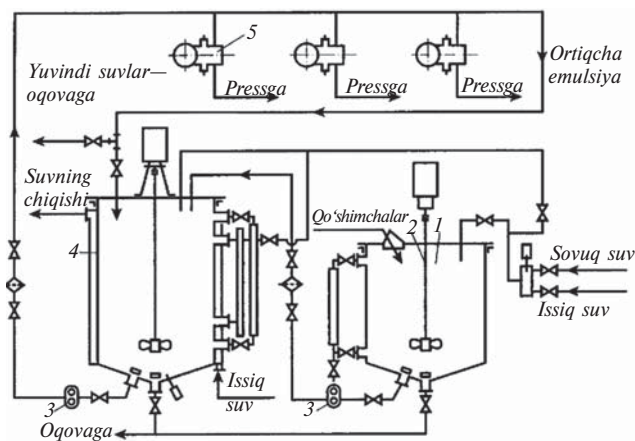 5
Yuvindi suvlar—
oqovaga
Pressga
Pressga
Pressga
Ortiqcha
emulsiya
Suvning
chiqishi
Qo'shimchalar
2
1
4
Sovuq suv
Issiq suv
3
Issiq
suv
3
Oqovaga